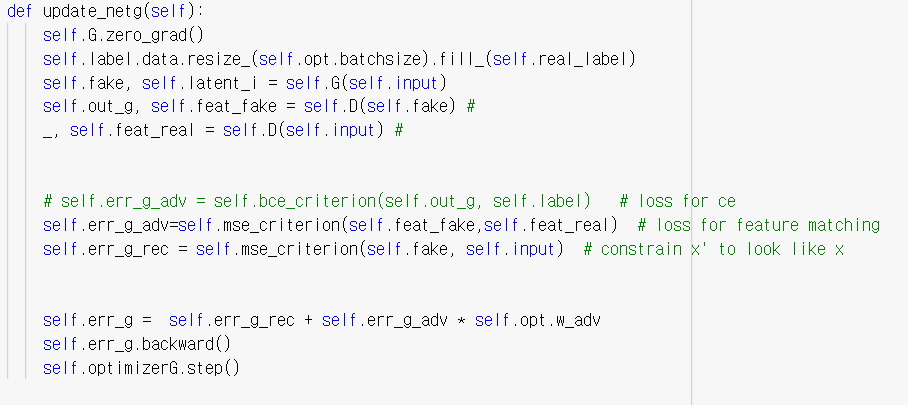 def update_netg(self):
    self.G.zero_grad()
    self.label.data.resize_(self.opt.batchsize).fill_(self.real_label)
    self.fake, self.latent_i = self.G(self.input)
    self.out_g, self.feat_fake = self.D(self.fake) #
    _, self.feat_real = self.D(self.input) #
    # self.err_g_adv = self.bce_criterion(self.out_g, self.label)   # loss for ce
    self.err_g_adv=self.mse_criterion(self.feat_fake,self.feat_real)  # loss for feature matching
    self.err_g_rec = self.mse_criterion(self.fake, self.input)  # constrain x' to look like x
    self.err_g =  self.err_g_rec + self.err_g_adv * self.opt.w_adv
    self.err_g.backward()
    self.optimizerG.step()